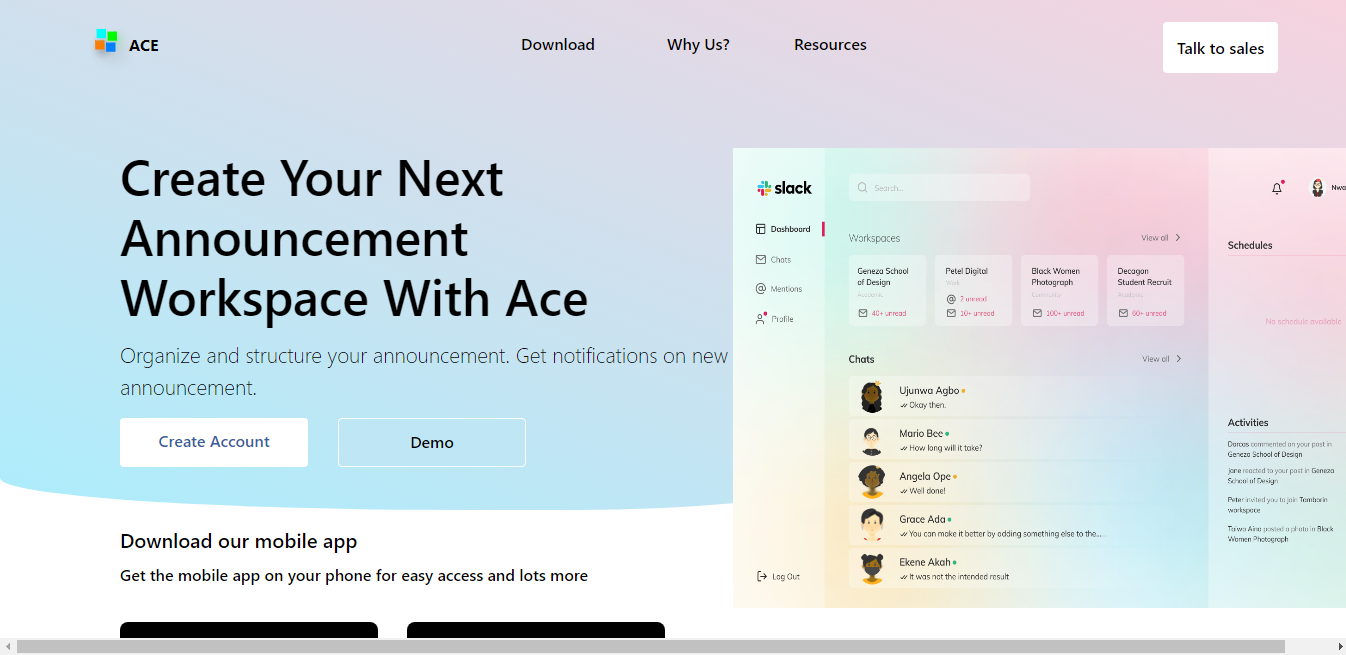 ACE
Download
Why Us?
Resources
Talk to sales
Create Your Next
Announcement
Workspace With Ace
Organize and structure your announcement. Get notifications on new
announcement.
Create Account
Demo
Download our mobile app
Get the mobile app on your phone for easy access and lots more
slack
Dashboard
Chats
Mentions
Profile
Log Out
Search...
Workspaces
View all
Geneza School
of Design
Academic
40+ unread
Petel Digital
Work
2 unread
10+ unread
Black Women
Photograph
Community
100+ unread
Decagon
Student Recruit
Academic
60+ unread
Chats
View all
Ujunwa Agbo
Okay then.
Mario Bee
How long will it take?
Angela Ope
Well done!
Grace Ada
You can make it better by adding something else to the....
Ekene Akah
It was not the intended result
Nwa
Schedules
No schedule available
Activities
Dorcas commented on your post in
Geneza School of Design
Jane reacted to your post in Geneza
School of Design
Peter invited you to join Tamborin
workspace
Taiwo Aina posted a photo in Black
Women Photograph